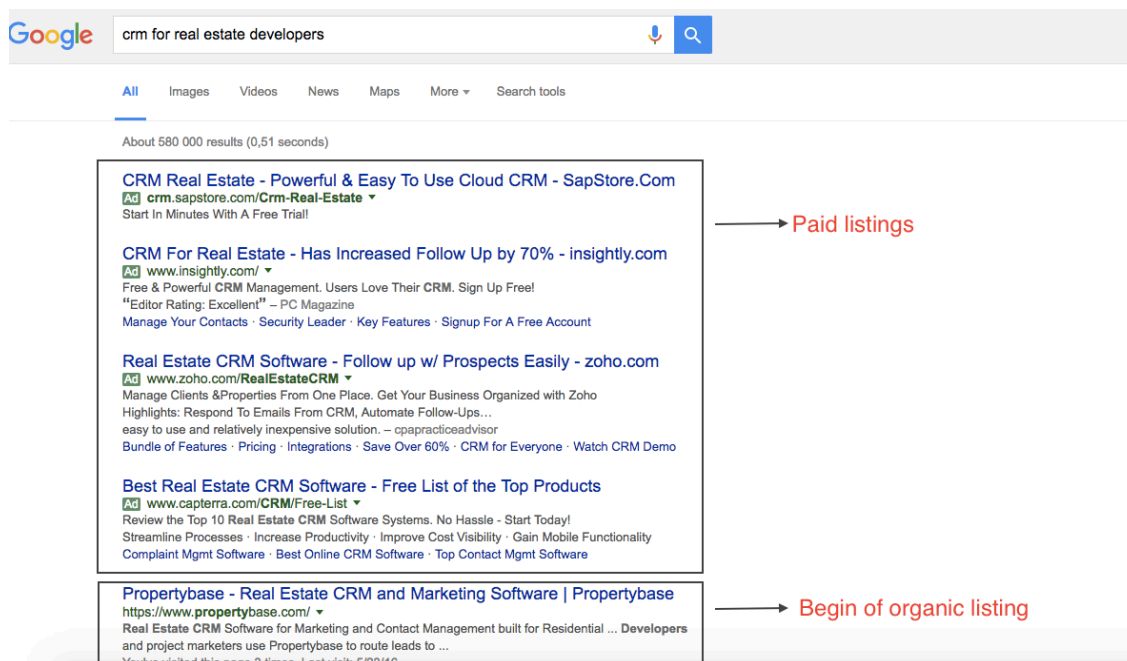 Google
crm for real estate developers
All Images Videos News Maps More Search tools
About 580 000 results (0,51 seconds)
CRM Real Estate - Powerful & Easy To Use Cloud CRM - SapStore.Com
Ad crm.sapstore.com/Crm-Real-Estate
Start In Minutes With A Free Trial!
Paid listings
CRM For Real Estate - Has Increased Follow Up by 70% - insightly.com
Ad www.insightly.com/
Free & Powerful CRM Management. Users Love Their CRM. Sign Up Free!
“Editor Rating: Excellent” – PC Magazine
Manage Your Contacts · Security Leader · Key Features · Signup For A Free Account
Real Estate CRM Software - Follow up w/ Prospects Easily - zoho.com
Ad www.zoho.com/RealEstateCRM
Manage Clients &Properties From One Place. Get Your Business Organized with Zoho
Highlights: Respond To Emails From CRM, Automate Follow-Ups…
easy to use and relatively inexpensive solution. – cpapracticeadvisor
Bundle of Features · Pricing · Integrations · Save Over 60% · CRM for Everyone · Watch CRM Demo
Best Real Estate CRM Software - Free List of the Top Products
Ad www.capterra.com/CRM/Free-List
Review the Top 10 Real Estate CRM Software Systems. No Hassle - Start Today!
Streamline Processes · Increase Productivity · Improve Cost Visibility · Gain Mobile Functionality
Complaint Mgmt Software · Best Online CRM Software · Top Contact Mgmt Software
Propertybase - Real Estate CRM and Marketing Software | Propertybase
https://www.propertybase.com/
Begin of organic listing
Real Estate CRM Software for Marketing and Contact Management built for Residential ... Developers
and project marketers use Propertybase to route leads to ...
You've visited this page 2 times. Last visit: